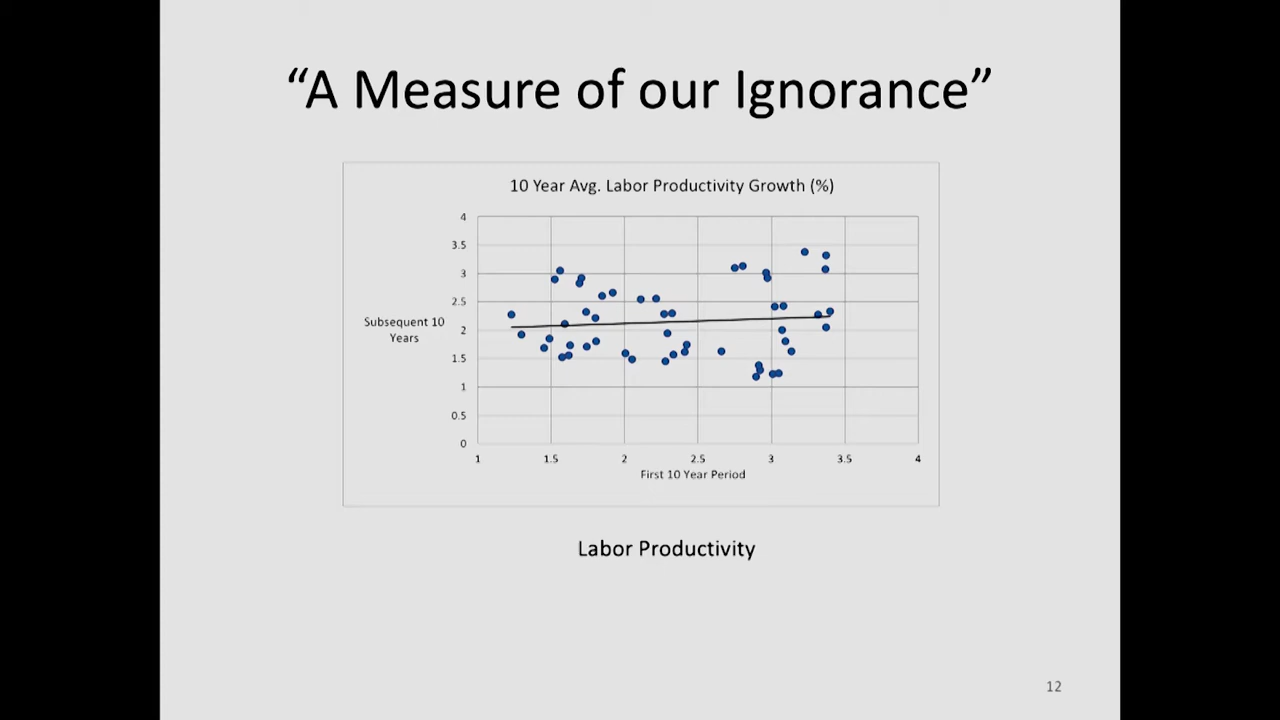 “A Measure of our Ignorance”
10 Year Avg. Labor Productivity Growth (%)
4
3.5
3
2.5
2
1.5
1
0.5
0
Subsequent 10
Years
1 1.5 2 2.5 3 3.5 4
First 10 Year Period
Labor Productivity
12